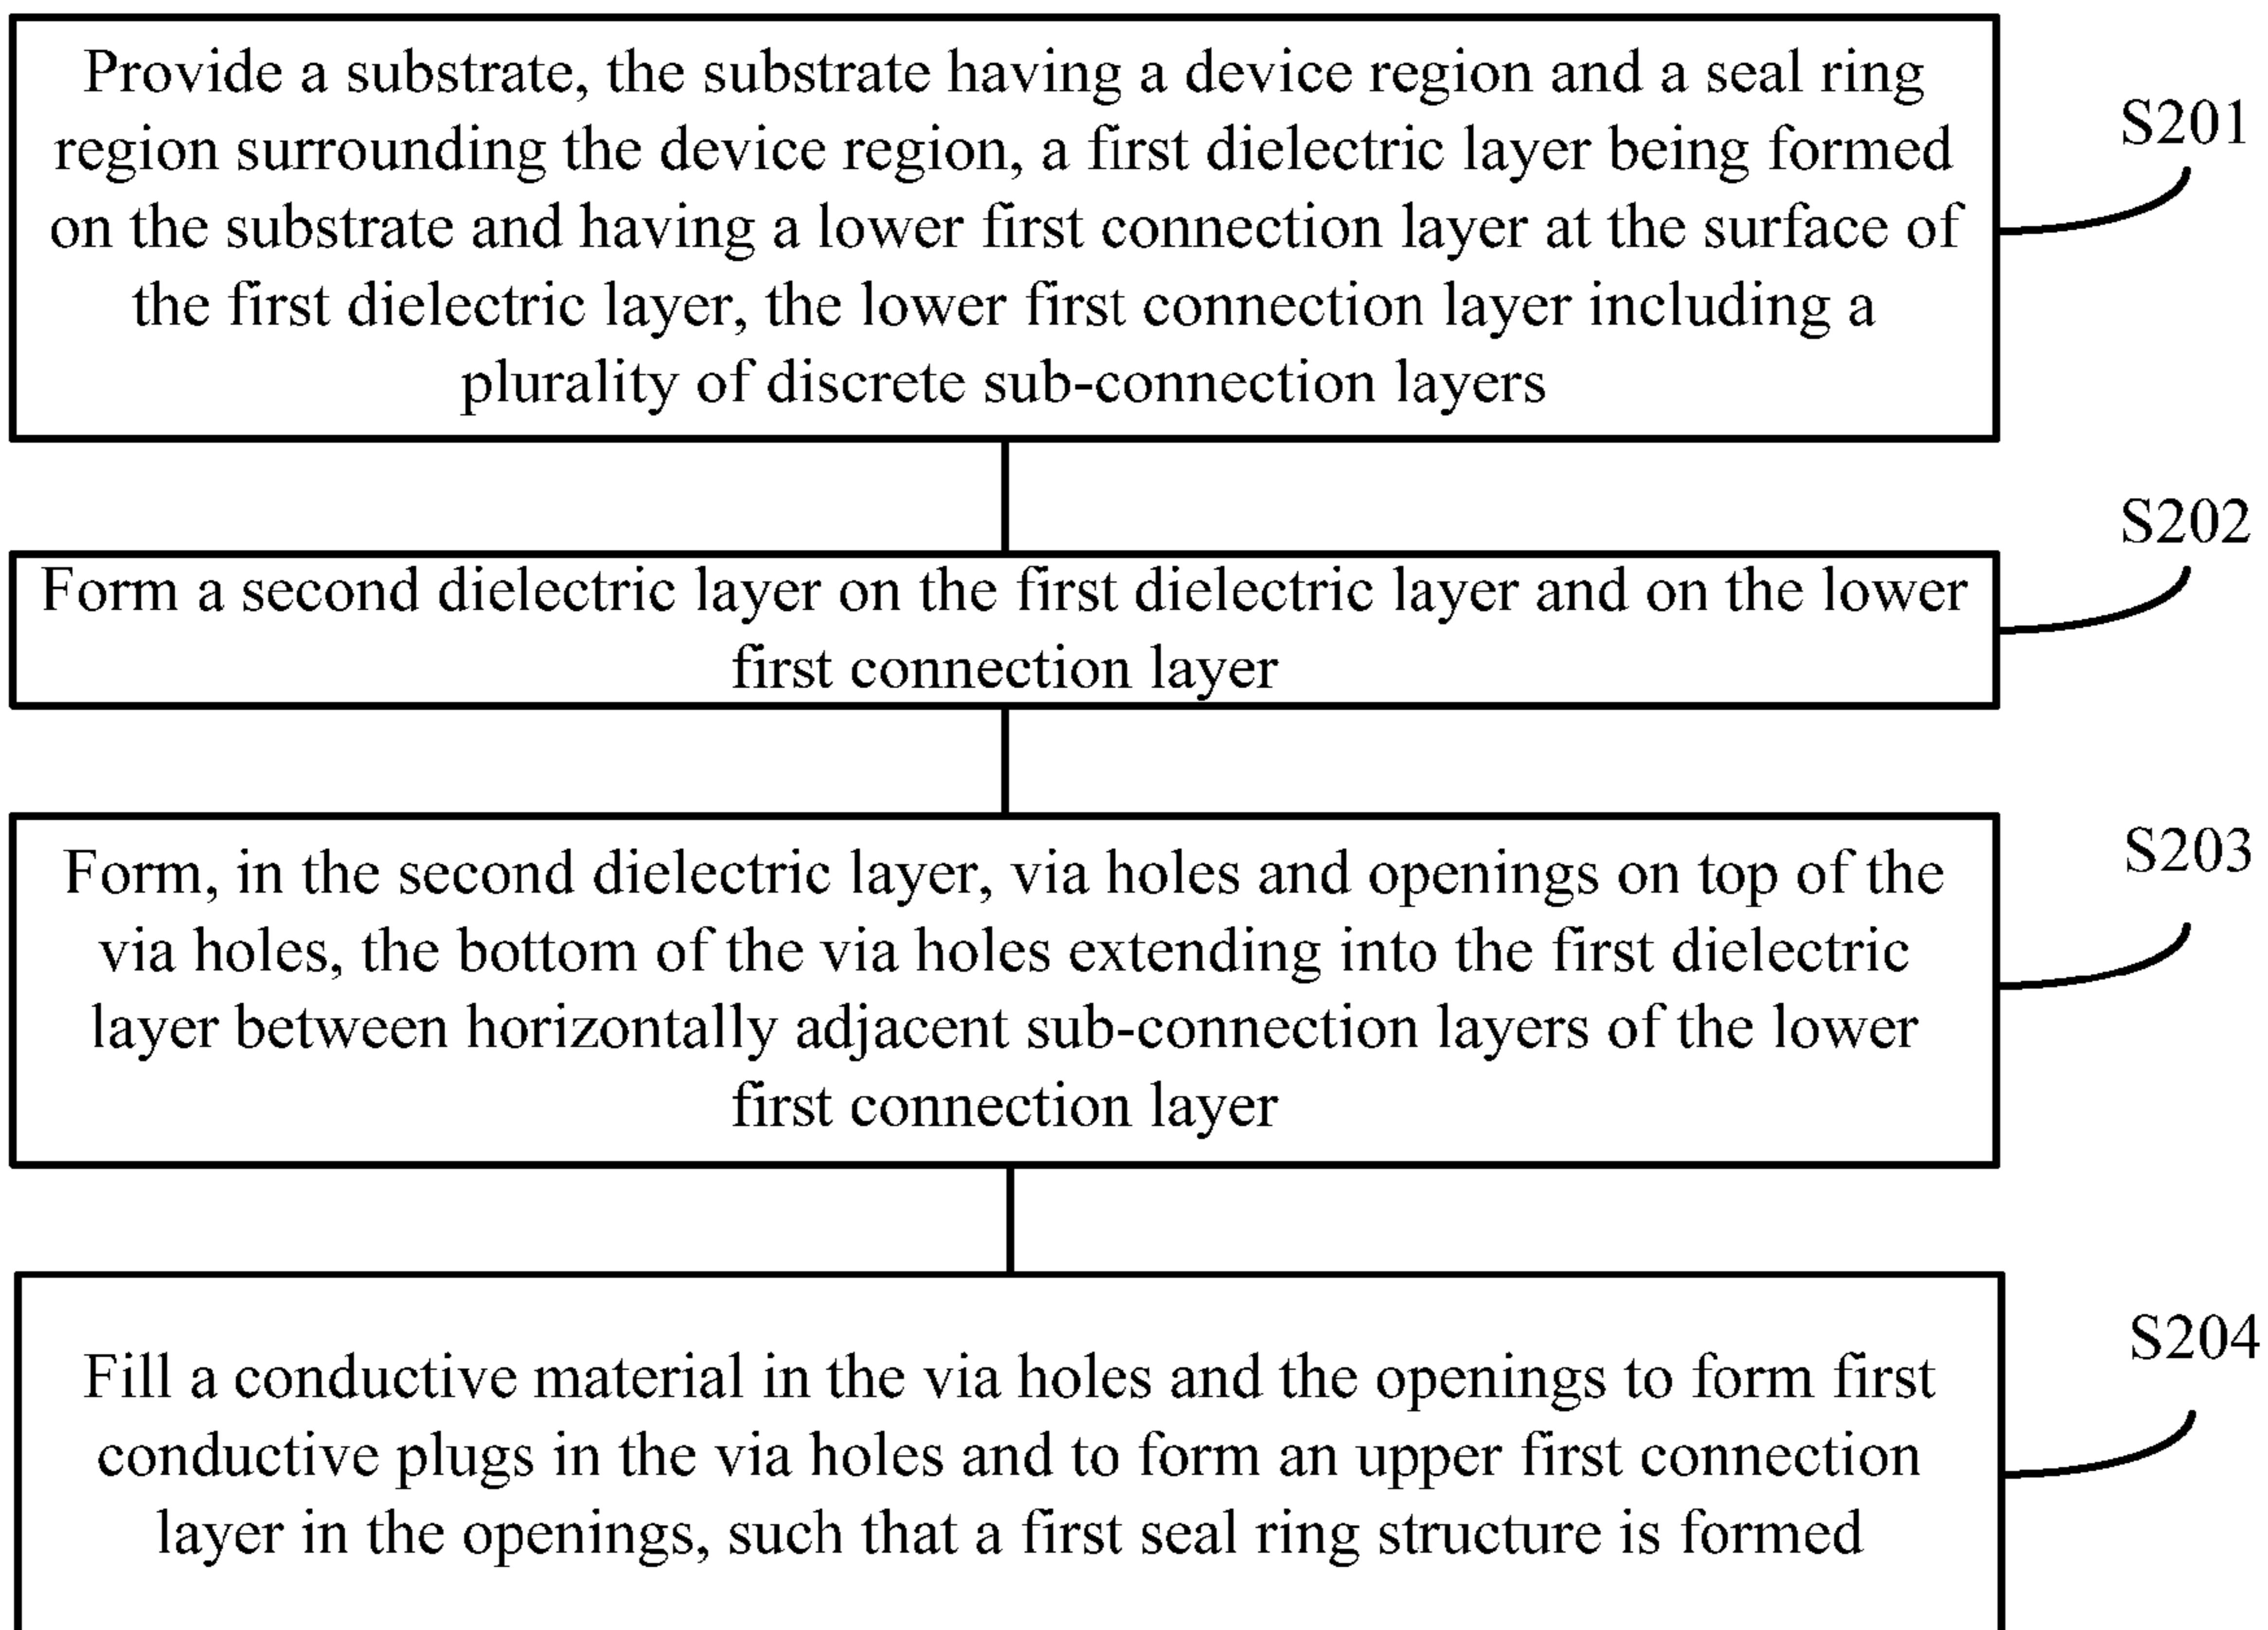 Provide a substrate, the substrate having a device region and a seal ring
region surrounding the device region, a first dielectric layer being formed
on the substrate and having a lower first connection layer at the surface of
the first dielectric layer, the lower first connection layer including a
plurality of discrete sub-connection layers
S201
Form a second dielectric layer on the first dielectric layer and on the lower
first connection layer
S202
Form, in the second dielectric layer, via holes and openings on top of the
via holes, the bottom of the via holes extending into the first dielectric
layer between horizontally adjacent sub-connection layers of the lower
first connection layer
S203
Fill a conductive material in the via holes and the openings to form first
conductive plugs in the via holes and to form an upper first connection
layer in the openings, such that a first seal ring structure is formed
S204